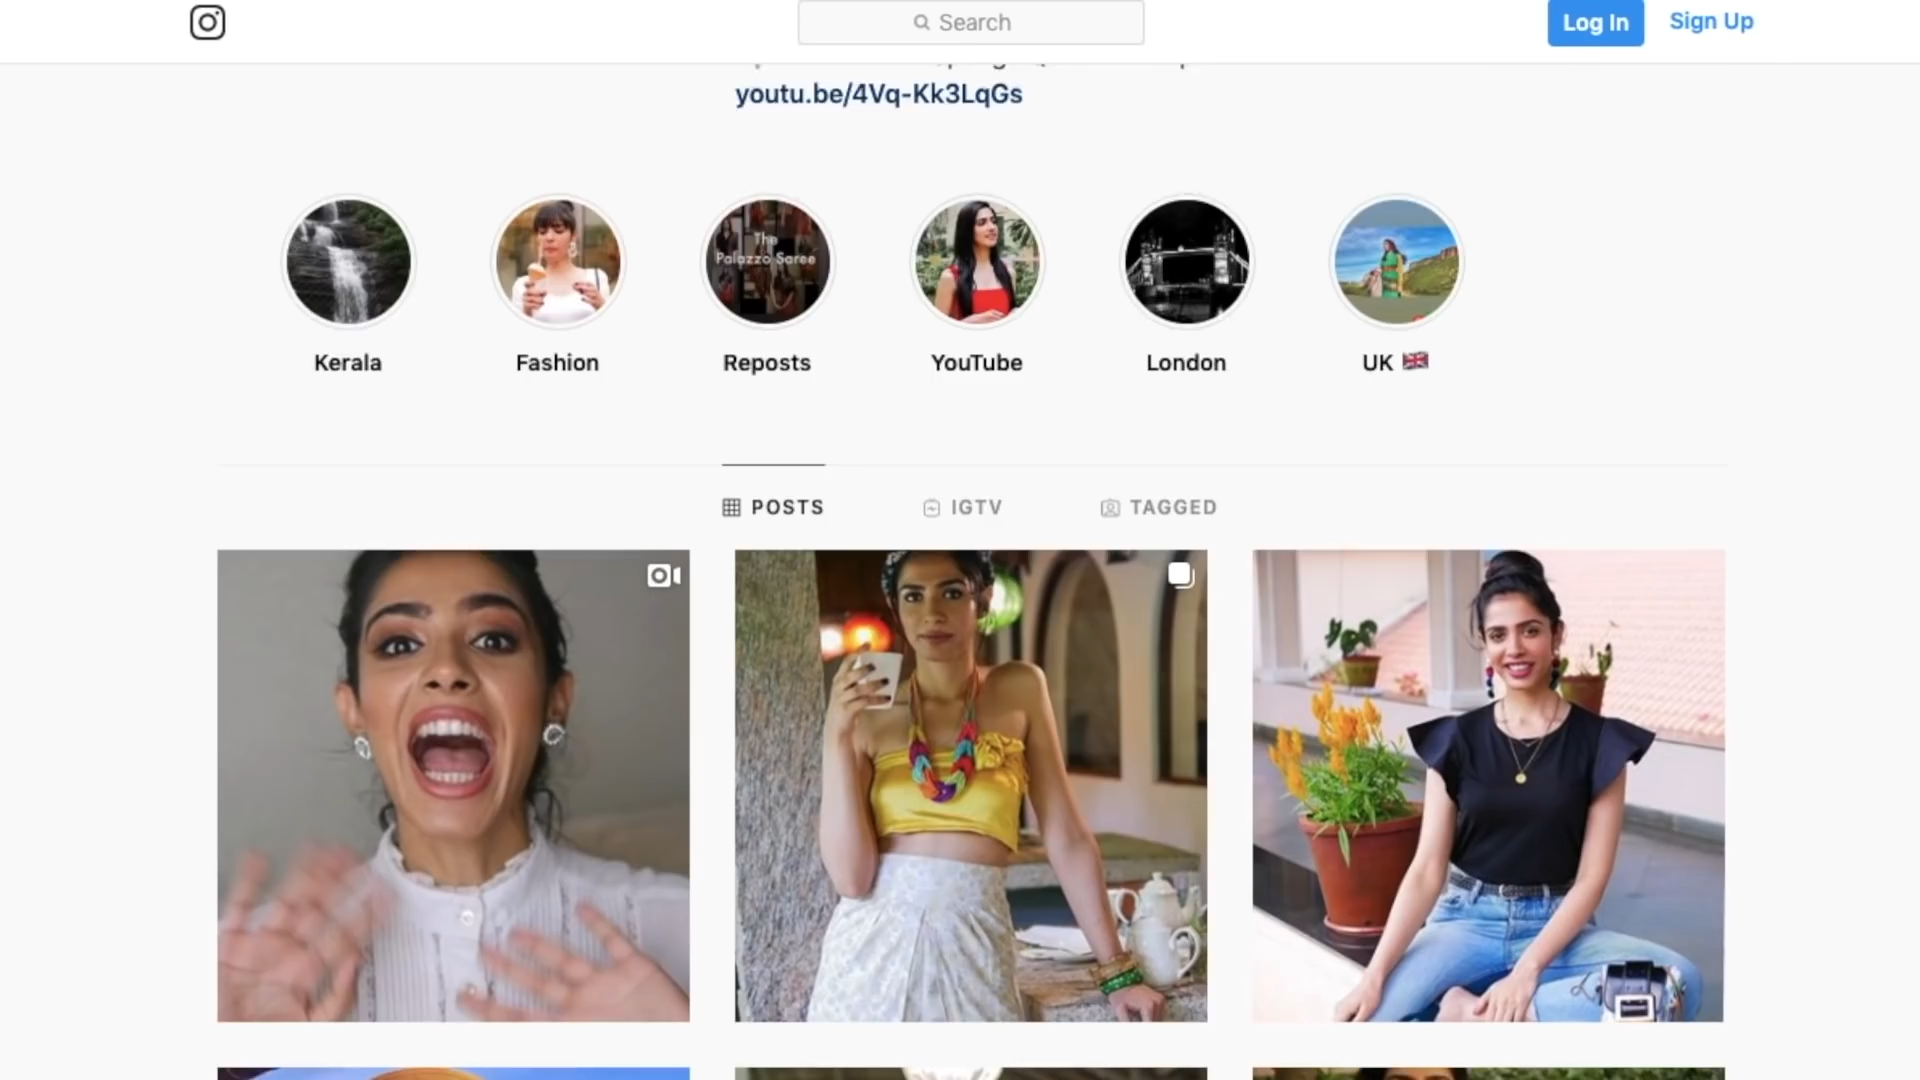 Search
Log In
Sign Up
youtu.be/4Vq-Kk3LqGs
The
Palazzo Saree
Kerala
Fashion
Reposts
YouTube
London
UK 🇬🇧
POSTS
IGTV
TAGGED